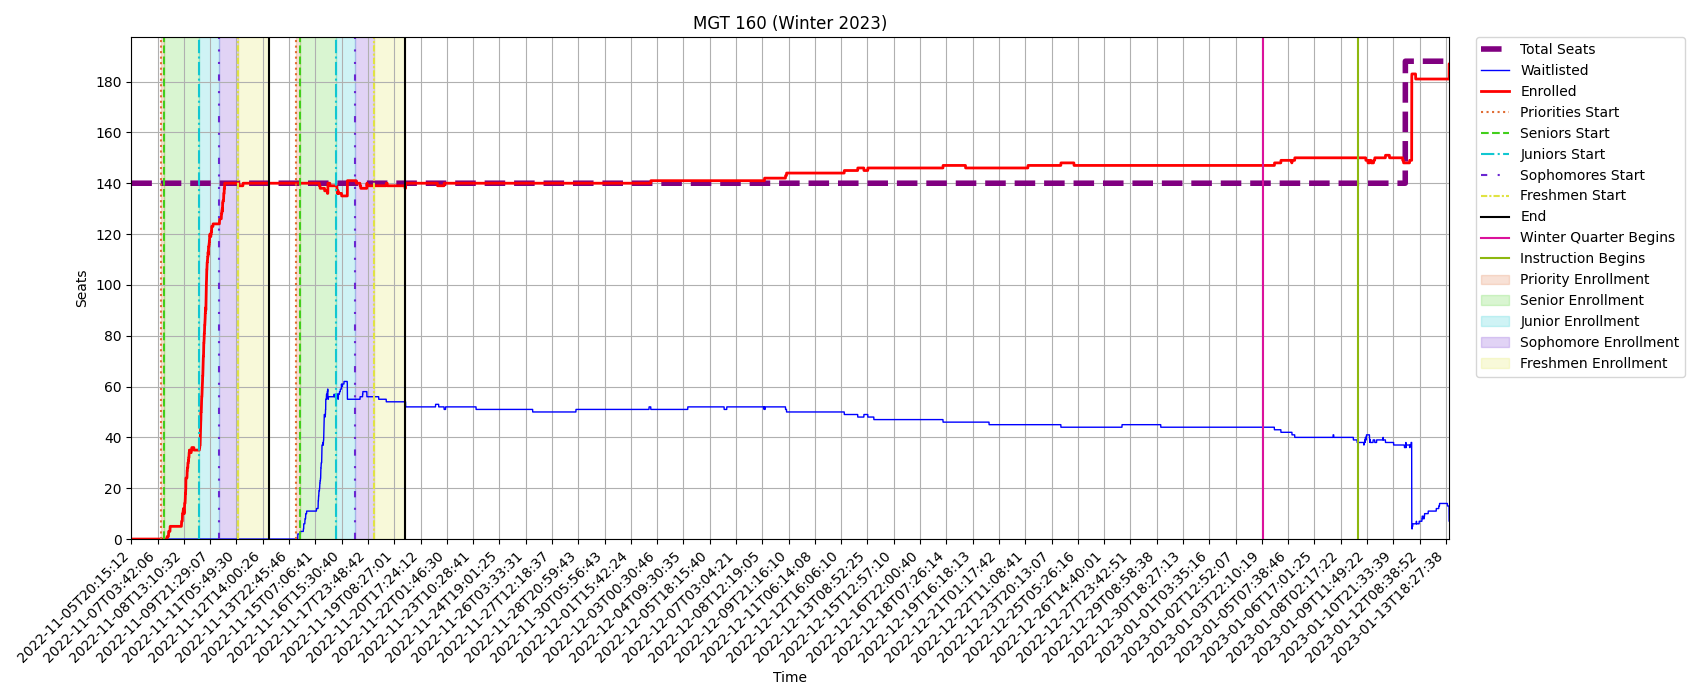 MGT 160 (Winter 2023)
Seats
180
160
140
120
100
80
60
40
20
0
2022-11-05T20:15:12
2022-11-07T03:42:06
2022-11-08T13:10:32
2022-11-09T21:29:07
2022-11-11T05:49:30
2022-11-12T14:00:26
2022-11-13T22:45:46
2022-11-15T07:06:41
2022-11-16T15:30:40
2022-11-17T23:48:42
2022-11-19T08:27:01
2022-11-20T17:24:12
2022-11-22T01:46:30
2022-11-23T10:28:41
2022-11-24T19:01:25
2022-11-26T03:33:31
2022-11-27T12:18:37
2022-11-28T20:59:43
2022-11-30T05:56:43
2022-12-01T15:42:24
2022-12-03T00:30:46
2022-12-04T09:30:35
2022-12-05T18:15:40
2022-12-07T03:04:21
2022-12-08T12:19:05
2022-12-09T21:16:10
2022-12-11T06:14:08
2022-12-12T16:06:10
2022-12-13T08:52:25
2022-12-15T12:57:10
2022-12-16T22:00:40
2022-12-18T07:26:14
2022-12-19T16:18:13
2022-12-21T01:17:42
2022-12-22T11:08:41
2022-12-23T20:13:07
2022-12-25T05:26:16
2022-12-26T14:40:01
2022-12-27T23:42:51
2022-12-29T08:58:38
2022-12-30T18:27:13
2023-01-01T03:35:16
2023-01-02T12:52:07
2023-01-03T22:10:19
2023-01-05T07:38:46
2023-01-06T17:01:25
2023-01-08T02:17:22
2023-01-09T11:49:22
2023-01-10T21:33:39
2023-01-12T08:38:52
2023-01-13T18:27:38
Time
Total Seats
Waitlisted
Enrolled
Priorities Start
Seniors Start
Juniors Start
Sophomores Start
Freshmen Start
End
Winter Quarter Begins
Instruction Begins
Priority Enrollment
Senior Enrollment
Junior Enrollment
Sophomore Enrollment
Freshmen Enrollment